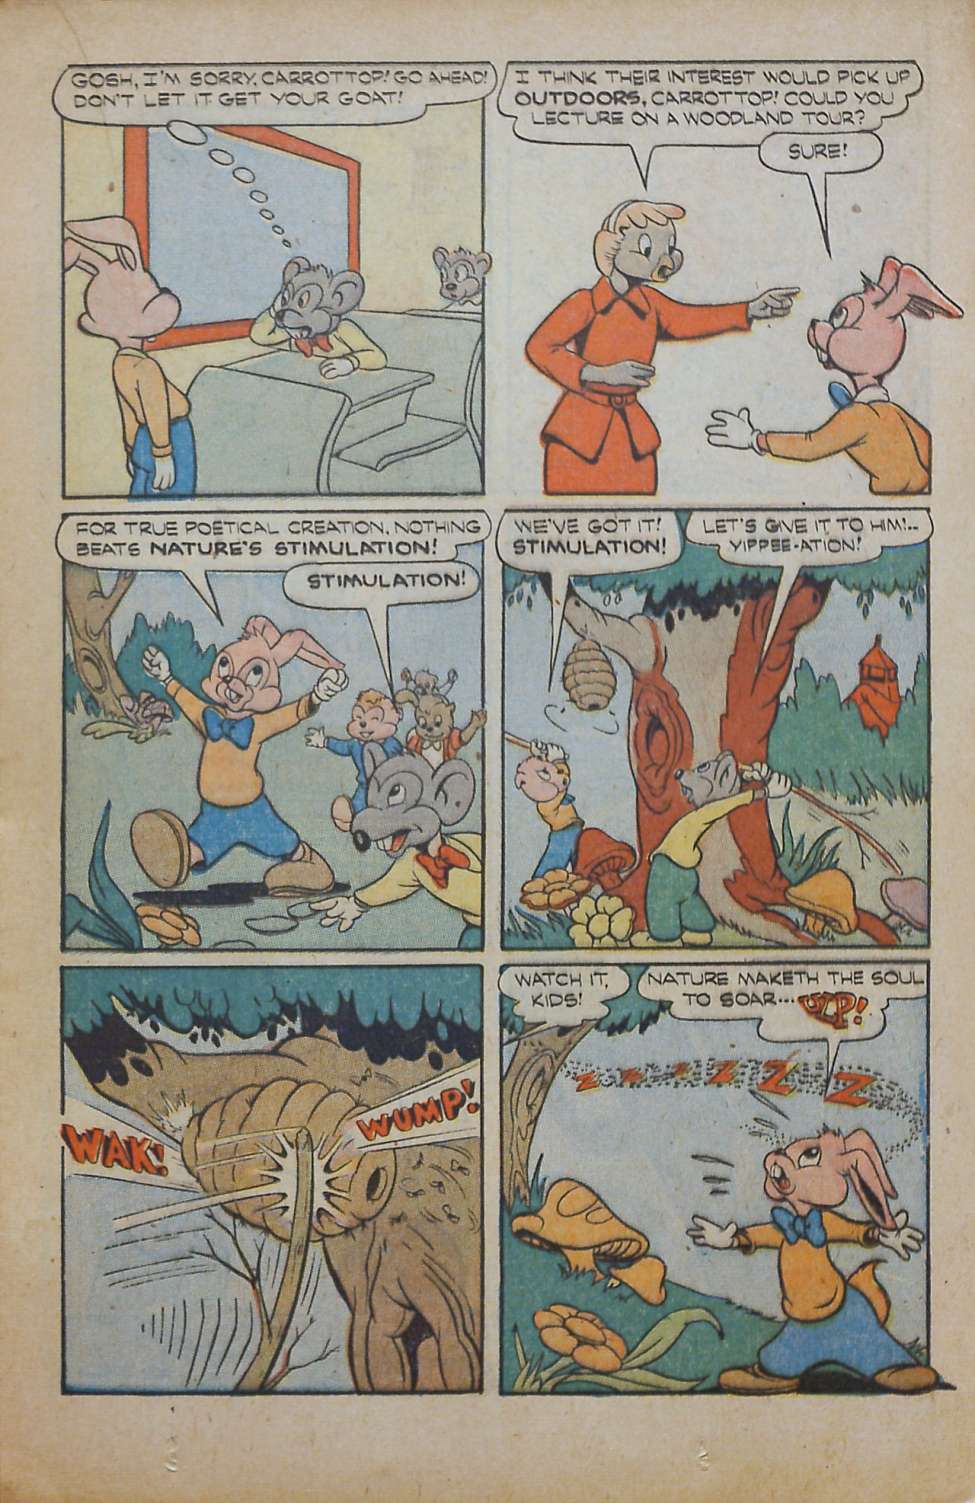 GOSH, I'M SORRY, CARROTTOP! GO AHEAD!
DON'T LET IT GET YOUR GOAT!
I THINK THEIR INTEREST WOULD PICK UP
OUTDOORS, CARROTTOP! COULD YOU
LECTURE ON A WOODLAND TOUR?
SURE!
FOR TRUE POETICAL CREATION, NOTHING
BEATS NATURE'S STIMULATION!
STIMULATION!
WE'VE GOT IT!
STIMULATION!
LET'S GIVE IT TO HIM!--
YIPPEE-ATION!
WAK!
WUMP!
WATCH IT,
KIDS!
NATURE MAKETH THE SOUL
TO SOAR... ULP!
Z Z Z Z Z Z